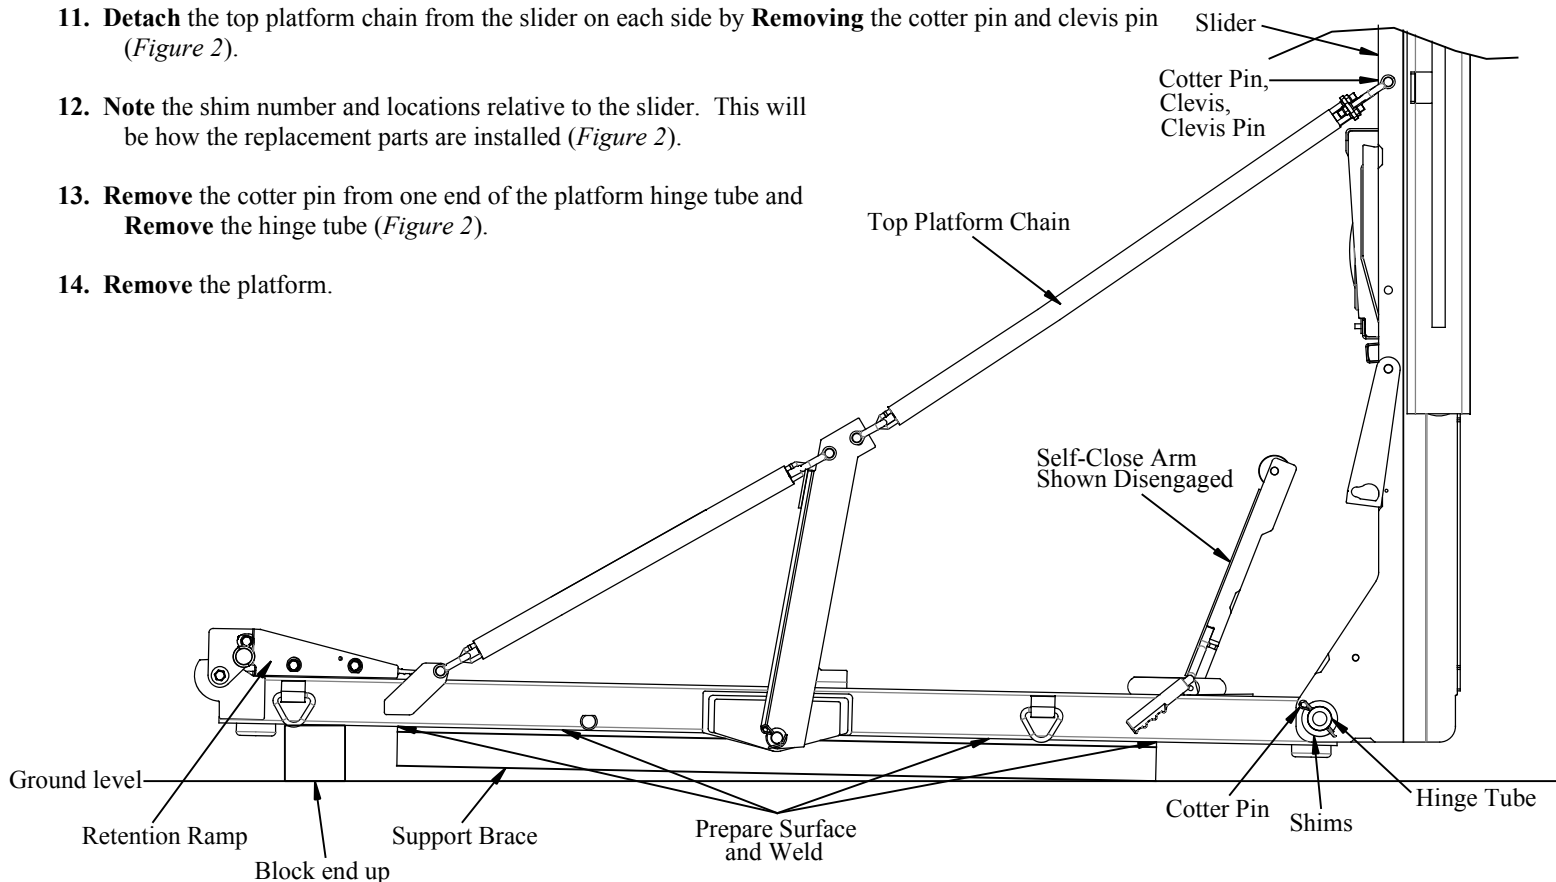 11. Detach the top platform chain from the slider on each side by Removing the cotter pin and clevis pin
(Figure 2).
12. Note the shim number and locations relative to the slider. This will
be how the replacement parts are installed (Figure 2).
13. Remove the cotter pin from one end of the platform hinge tube and
Remove the hinge tube (Figure 2).
14. Remove the platform.
Slider
Cotter Pin,
Clevis,
Clevis Pin
Top Platform Chain
Self-Close Arm
Shown Disengaged
Ground level
Retention Ramp
Block end up
Support Brace
Prepare Surface
and Weld
Cotter Pin
Shims
Hinge Tube